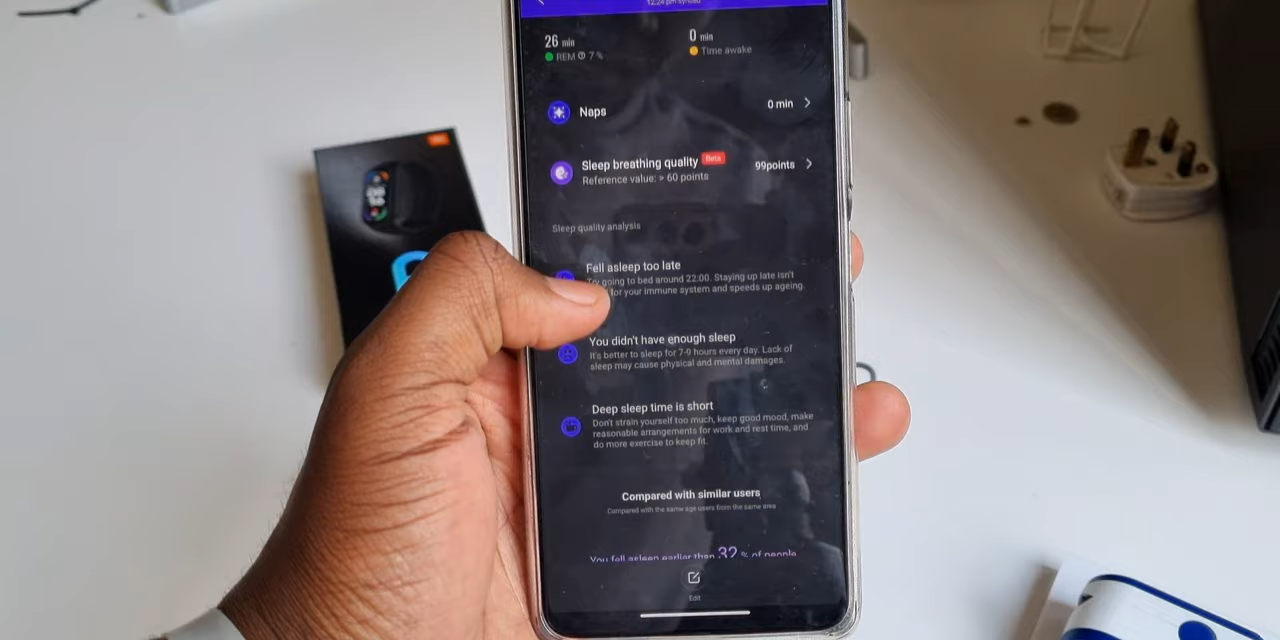 12:24 pm synced
26 min
0 min
REM 7 %
Time awake
Naps
0 min
Sleep breathing quality Beta
99points
Reference value: > 60 points
Sleep quality analysis
Fell asleep too late
Try going to bed around 22:00. Staying up late isn't
for your immune system and speeds up ageing.
You didn't have enough sleep
It's better to sleep for 7-9 hours every day. Lack of
sleep may cause physical and mental damages.
Deep sleep time is short
Don't strain yourself too much, keep good mood, make
reasonable arrangements for work and rest time, and
do more exercise to keep fit.
Compared with similar users
Compared with the same age users from the same area
You fell asleep earlier than 32 % of people
Edit